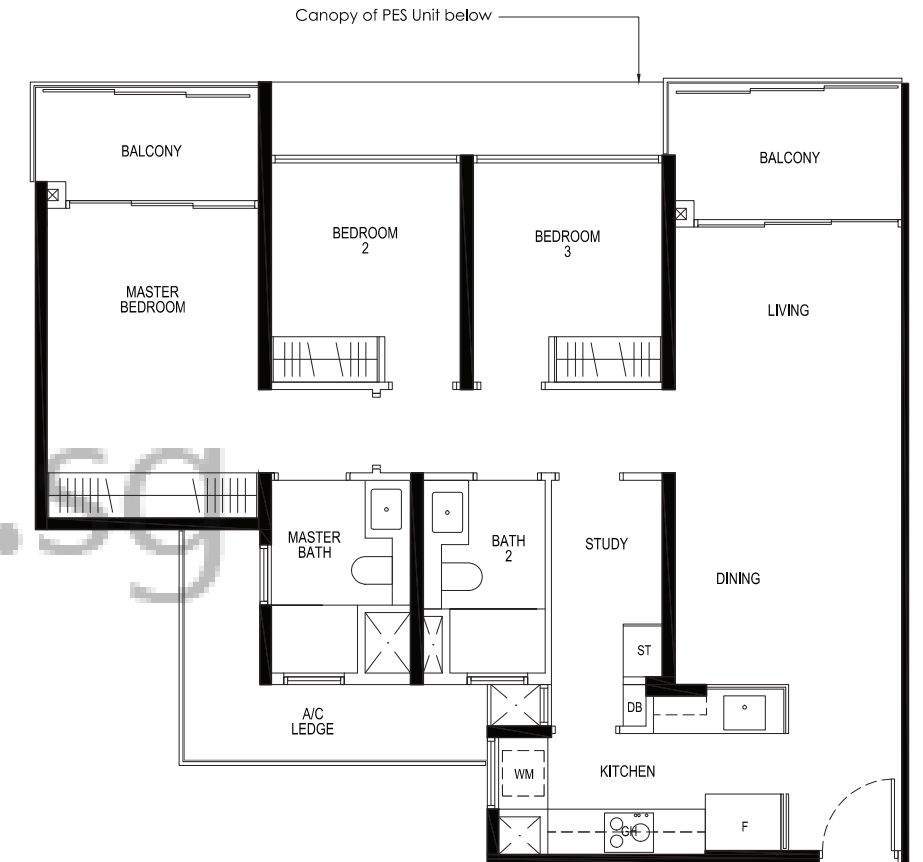 Canopy of PES Unit below
BALCONY
BALCONY
BEDROOM
2
BEDROOM
3
MASTER
BEDROOM
LIVING
.sg
MASTER
BATH
BATH
2
STUDY
DINING
ST
DB
A/C
LEDGE
WM
KITCHEN
GH
F